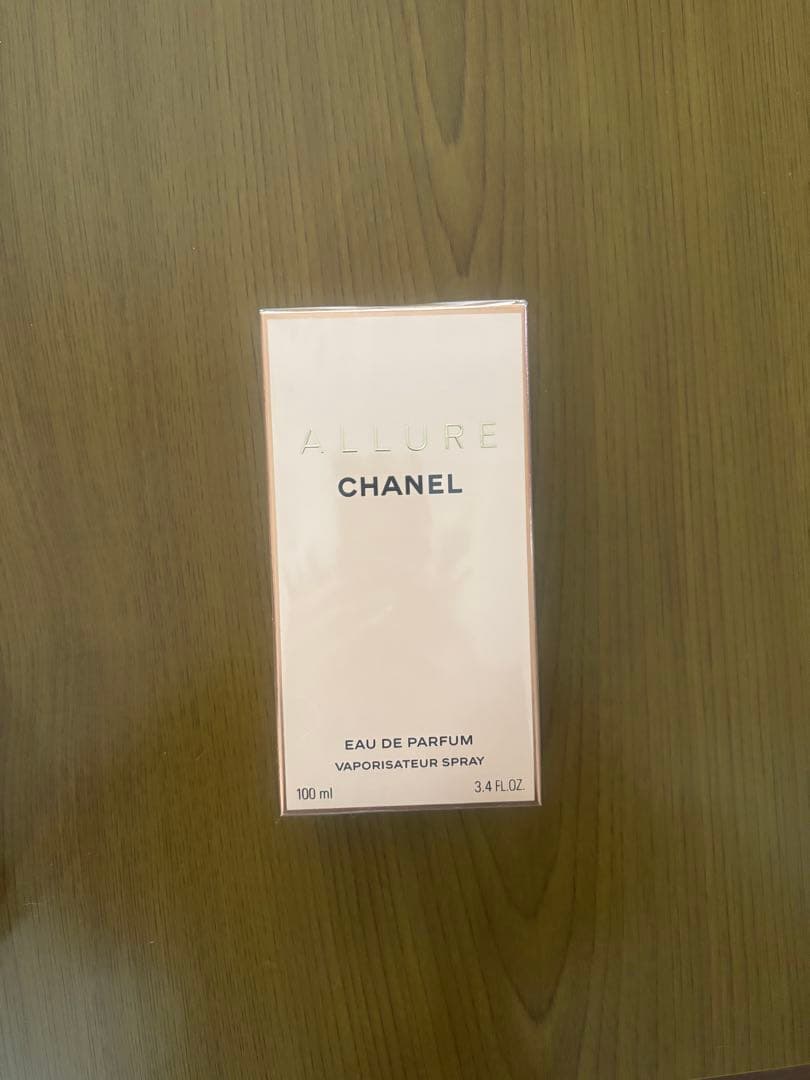 ALLURE
CHANEL
EAU DE PARFUM
VAPORISATEUR SPRAY
100 ml
3.4 FL.OZ.